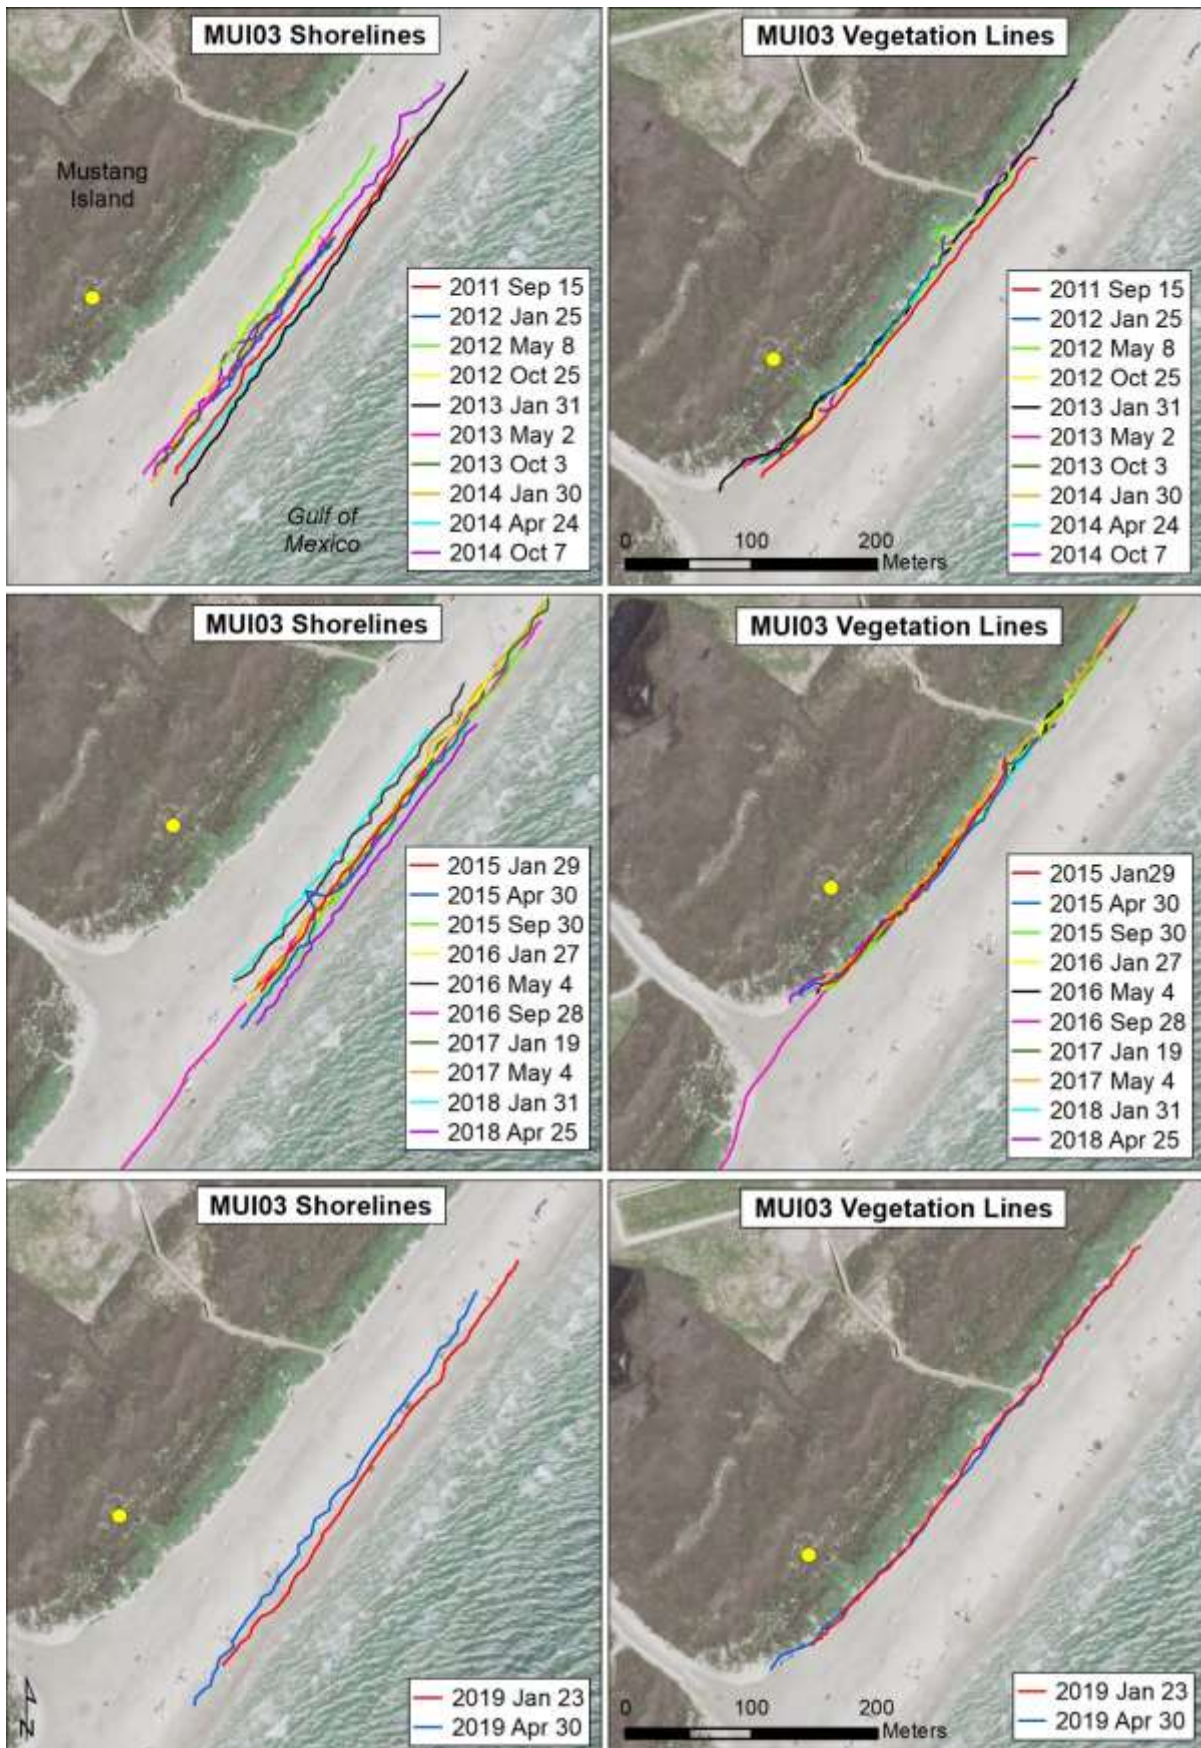 MUI03 Shorelines
Mustang
Island
2011 Sep 15
2012 Jan 25
2012 May 8
2012 Oct 25
2013 Jan 31
2013 May 2
2013 Oct 3
2014 Jan 30
2014 Apr 24
2014 Oct 7
Gulf of
Mexico
MUI03 Vegetation Lines
2011 Sep 15
2012 Jan 25
2012 May 8
2012 Oct 25
2013 Jan 31
2013 May 2
2013 Oct 3
2014 Jan 30
2014 Apr 24
2014 Oct 7
0 100 200
Meters
MUI03 Shorelines
2015 Jan 29
2015 Apr 30
2015 Sep 30
2016 Jan 27
2016 May 4
2016 Sep 28
2017 Jan 19
2017 May 4
2018 Jan 31
2018 Apr 25
MUI03 Vegetation Lines
2015 Jan29
2015 Apr 30
2015 Sep 30
2016 Jan 27
2016 May 4
2016 Sep 28
2017 Jan 19
2017 May 4
2018 Jan 31
2018 Apr 25
MUI03 Shorelines
N
2019 Jan 23
2019 Apr 30
MUI03 Vegetation Lines
0 100 200
Meters
2019 Jan 23
2019 Apr 30